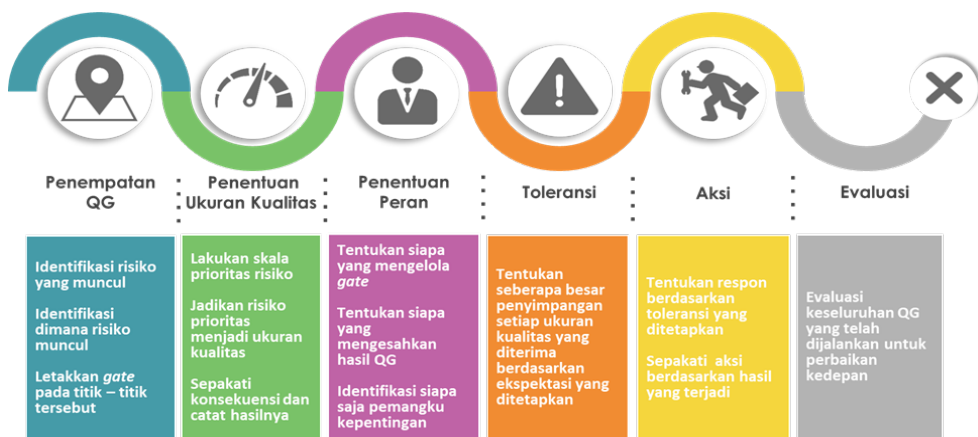 Penempatan
QG
Penentuan
Ukuran Kualitas
Penentuan
Peran
Toleransi
Aksi
Evaluasi
Identifikasi risiko
yang muncul
Identifikasi
dimana risiko
muncul
Letakkan gate
pada titik – titik
tersebut
Lakukan skala
prioritas risiko
Jadikan risiko
prioritas
menjadi ukuran
kualitas
Sepakati
konsekuensi dan
catat hasilnya
Tentukan siapa
yang mengelola
gate
Tentukan siapa
yang
mengesahkan
hasil QG
Identifikasi siapa
saja pemangku
kepentingan
Tentukan
seberapa besar
penyimpangan
setiap ukuran
kualitas yang
diterima
berdasarkan
ekspektasi yang
ditetapkan
Tentukan respon
berdasarkan
toleransi yang
ditetapkan
Sepakati aksi
berdasarkan hasil
yang terjadi
Evaluasi
keseluruhan QG
yang telah
dijalankan untuk
perbaikan
kedepan